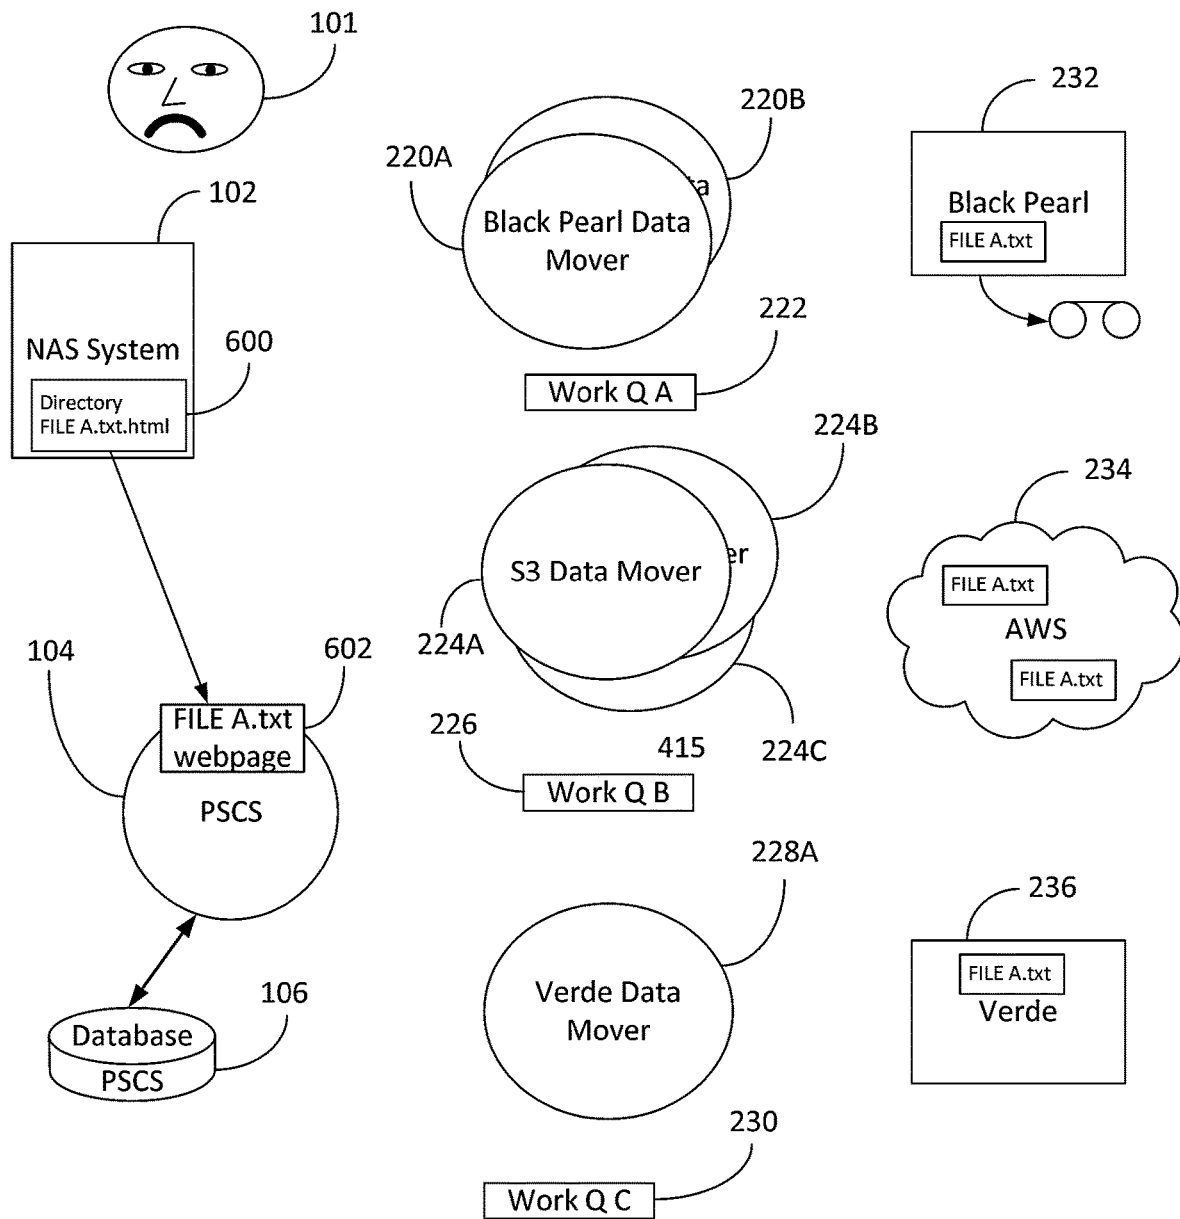 101
220B
232
220A
102
ta
Black Pearl Data
Mover
Black Pearl
FILE A.txt
222
600
NAS System
Work Q A
Directory
FILE A.txt.html
224B
234
er
S3 Data Mover
FILE A.txt
AWS
FILE A.txt
104
602
224A
FILE A.txt
webpage
226
415
224C
Work Q B
PSCS
228A
236
FILE A.txt
Verde
Verde Data
Mover
106
Database
PSCS
230
Work Q C